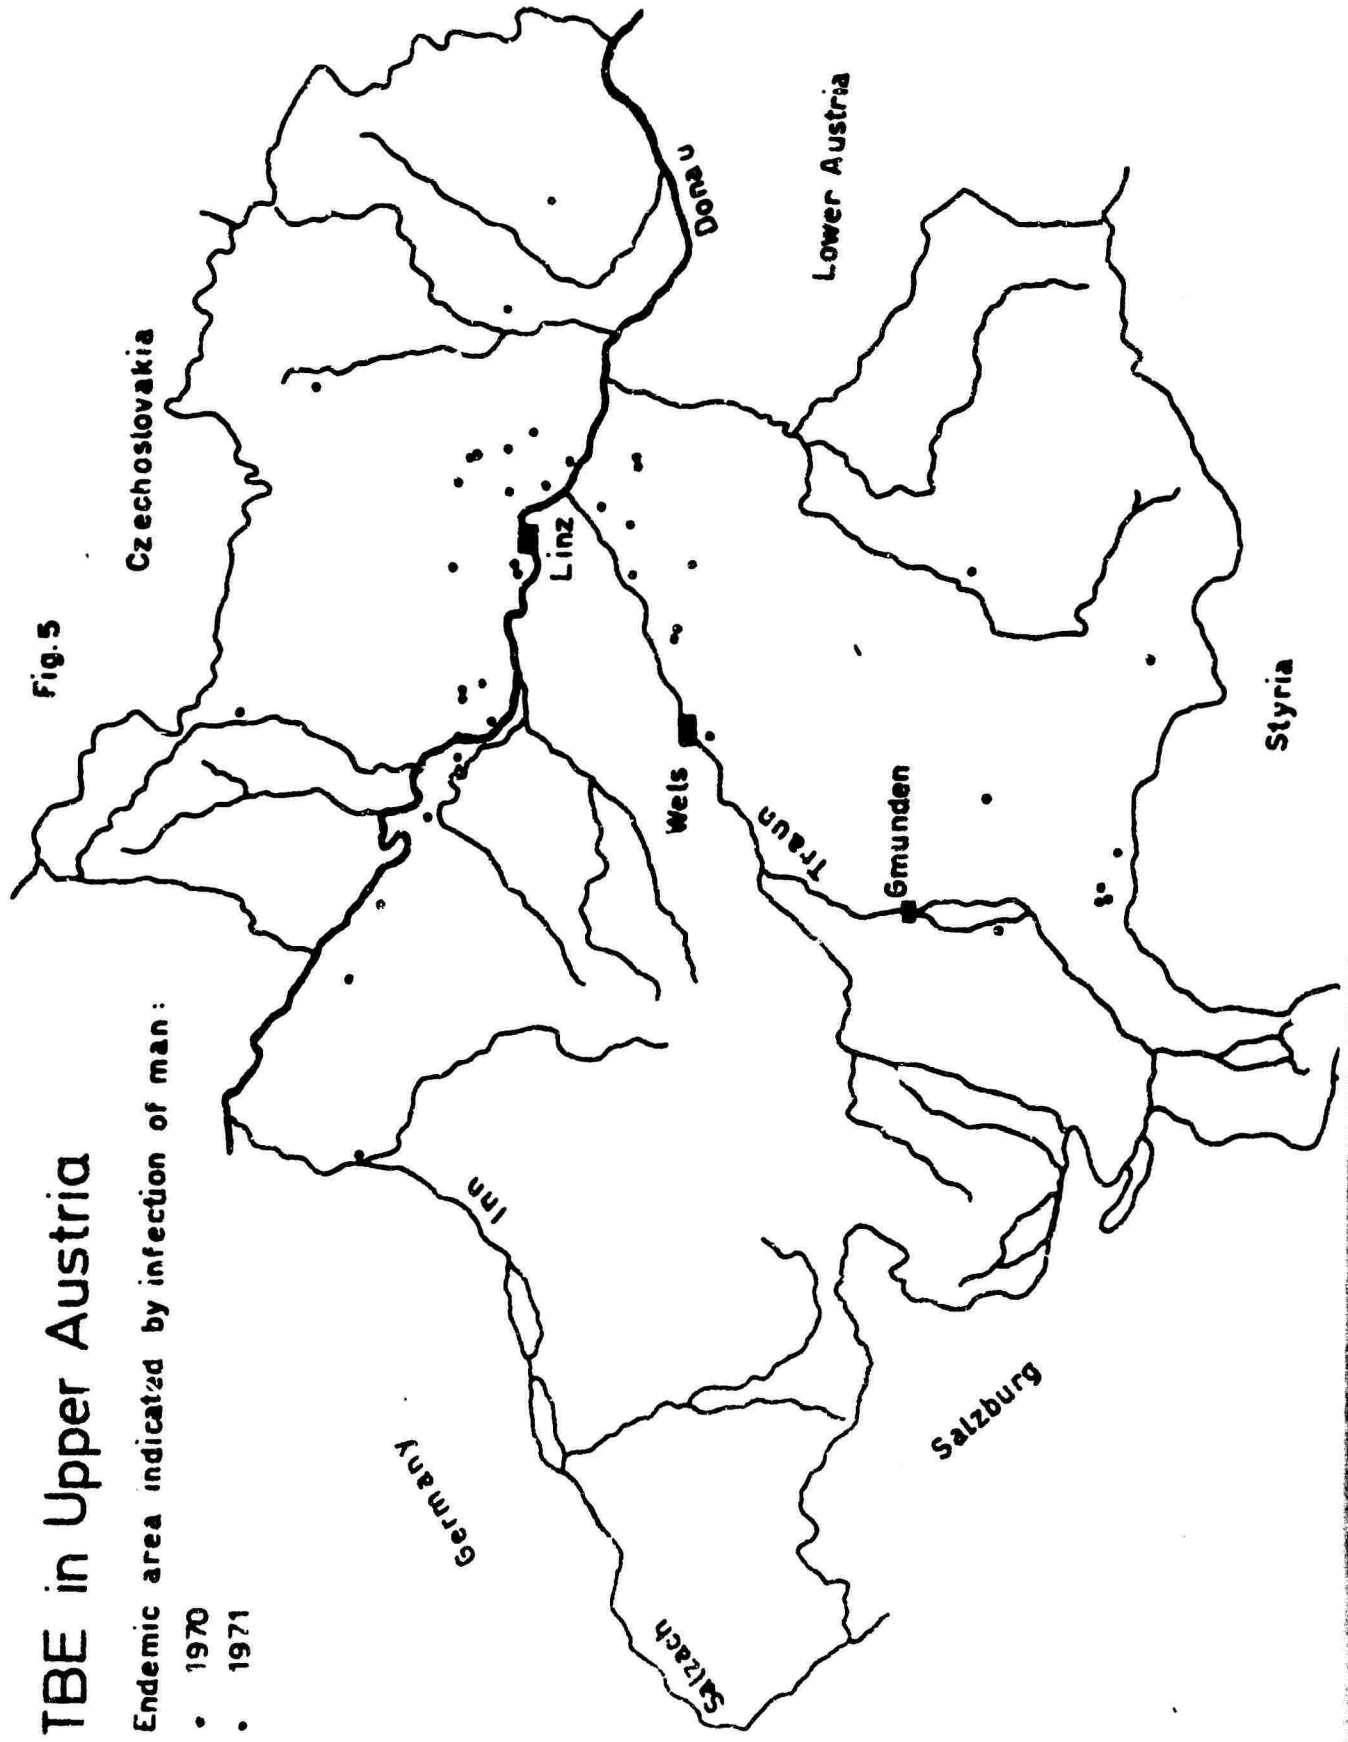 Fig. 5
TBE in Upper Austria
Endemic area indicated by infection of man:
• 1970
• 1971
Czechoslovakia
Germany
Inn
Salzach
Linz
Donau
Wels
Traun
Gmunden
Lower Austria
Salzburg
Styria